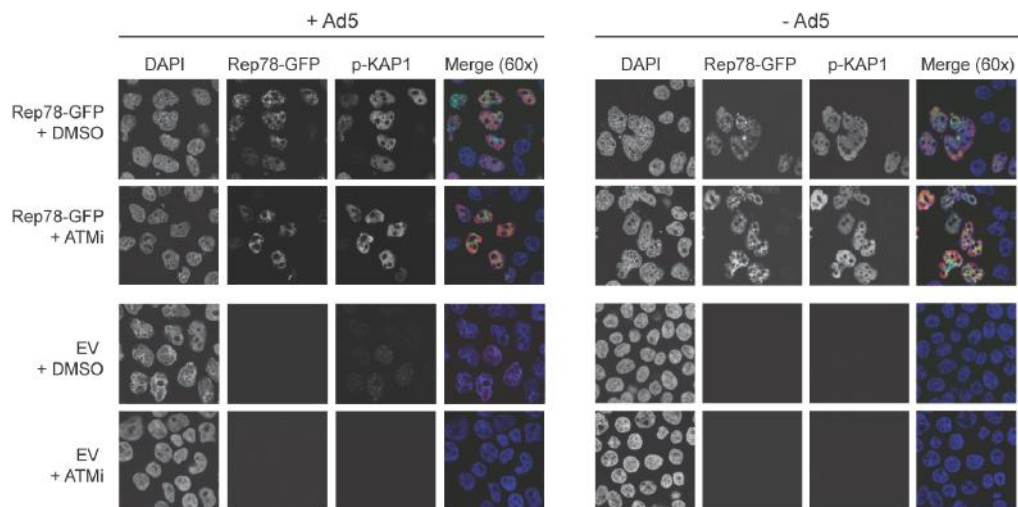 + Ad5
- Ad5
DAPI Rep78-GFP p-KAP1 Merge (60x)
DAPI Rep78-GFP p-KAP1 Merge (60x)
Rep78-GFP
+ DMSO
Rep78-GFP
+ ATMi
EV
+ DMSO
EV
+ ATMi